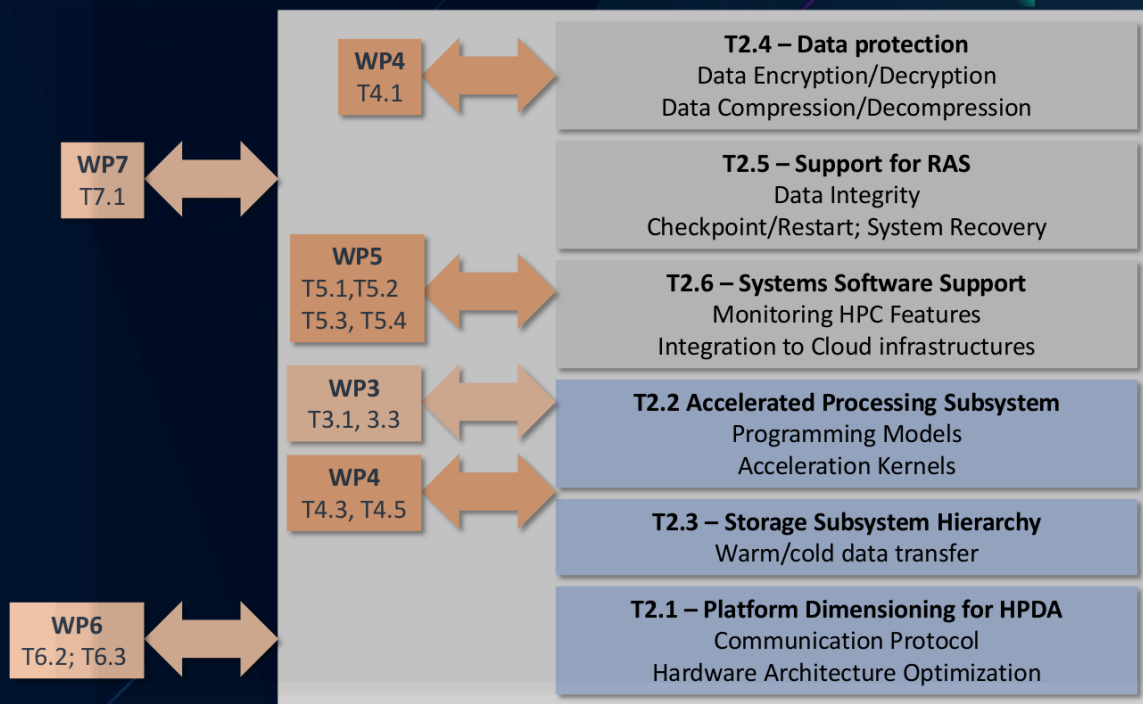 WP4
T4.1
T2.4 – Data protection
Data Encryption/Decryption
Data Compression/Decompression
WP7
T7.1
T2.5 – Support for RAS
Data Integrity
Checkpoint/Restart; System Recovery
WP5
T5.1,T5.2
T5.3, T5.4
T2.6 – Systems Software Support
Monitoring HPC Features
Integration to Cloud infrastructures
WP3
T3.1, 3.3
T2.2 Accelerated Processing Subsystem
Programming Models
Acceleration Kernels
WP4
T4.3, T4.5
T2.3 – Storage Subsystem Hierarchy
Warm/cold data transfer
WP6
T6.2; T6.3
T2.1 – Platform Dimensioning for HPDA
Communication Protocol
Hardware Architecture Optimization